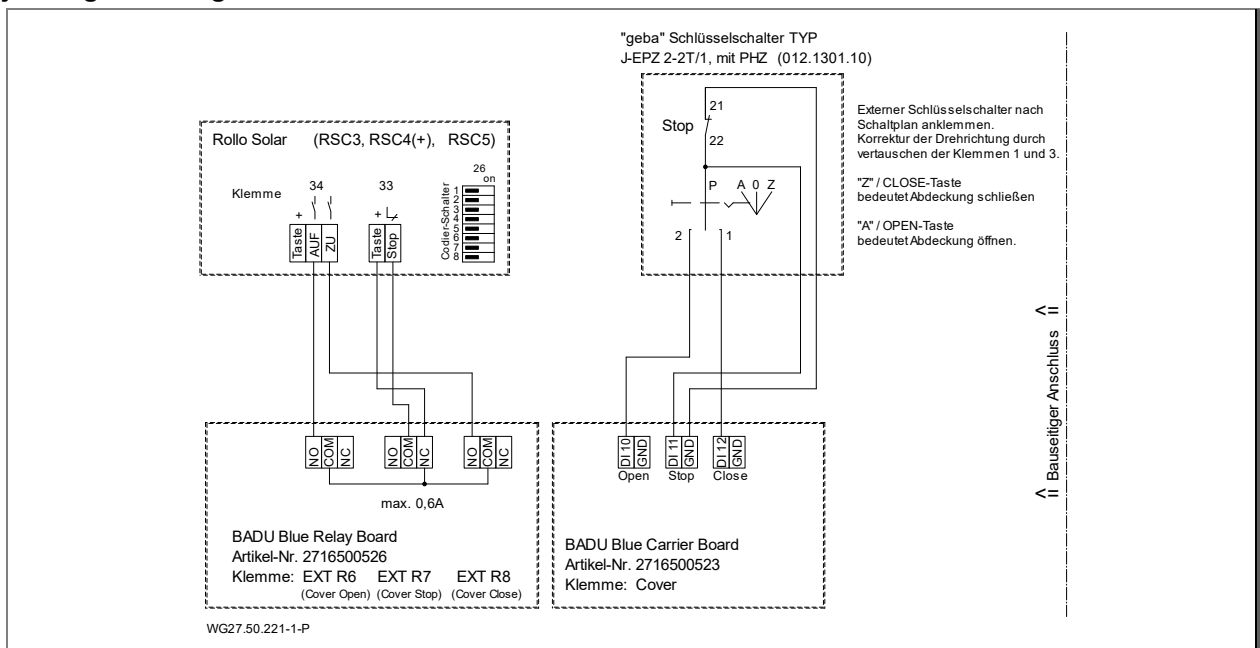 "geba" Schlüsselschalter TYP
J-EPZ 2-2T/1, mit PHZ (012.1301.10)
Rollo Solar (RSC3, RSC4(+), RSC5)
Klemme
34
33
26
on
+
+
Taste
AUF
ZU
Taste
Stop
Codier-Schalter
1
2
3
4
5
6
7
8
Stop
21
22
P A 0 Z
2
1
Externer Schlüsselschalter nach
Schaltplan anklemmen.
Korrektur der Drehrichtung durch
vertauschen der Klemmen 1 und 3.
"Z" / CLOSE-Taste
bedeutet Abdeckung schließen
"A" / OPEN-Taste
bedeutet Abdeckung öffnen.
<= Bauseitiger Anschluss <=
NO
COM
NC
NO
COM
NC
NO
COM
NC
max. 0,6A
BADU Blue Relay Board
Artikel-Nr. 2716500526
Klemme: EXT R6 EXT R7 EXT R8
(Cover Open) (Cover Stop) (Cover Close)
DI 10
GND
DI 11
GND
DI 12
GND
Open Stop Close
BADU Blue Carrier Board
Artikel-Nr. 2716500523
Klemme: Cover
WG27.50.221-1-P